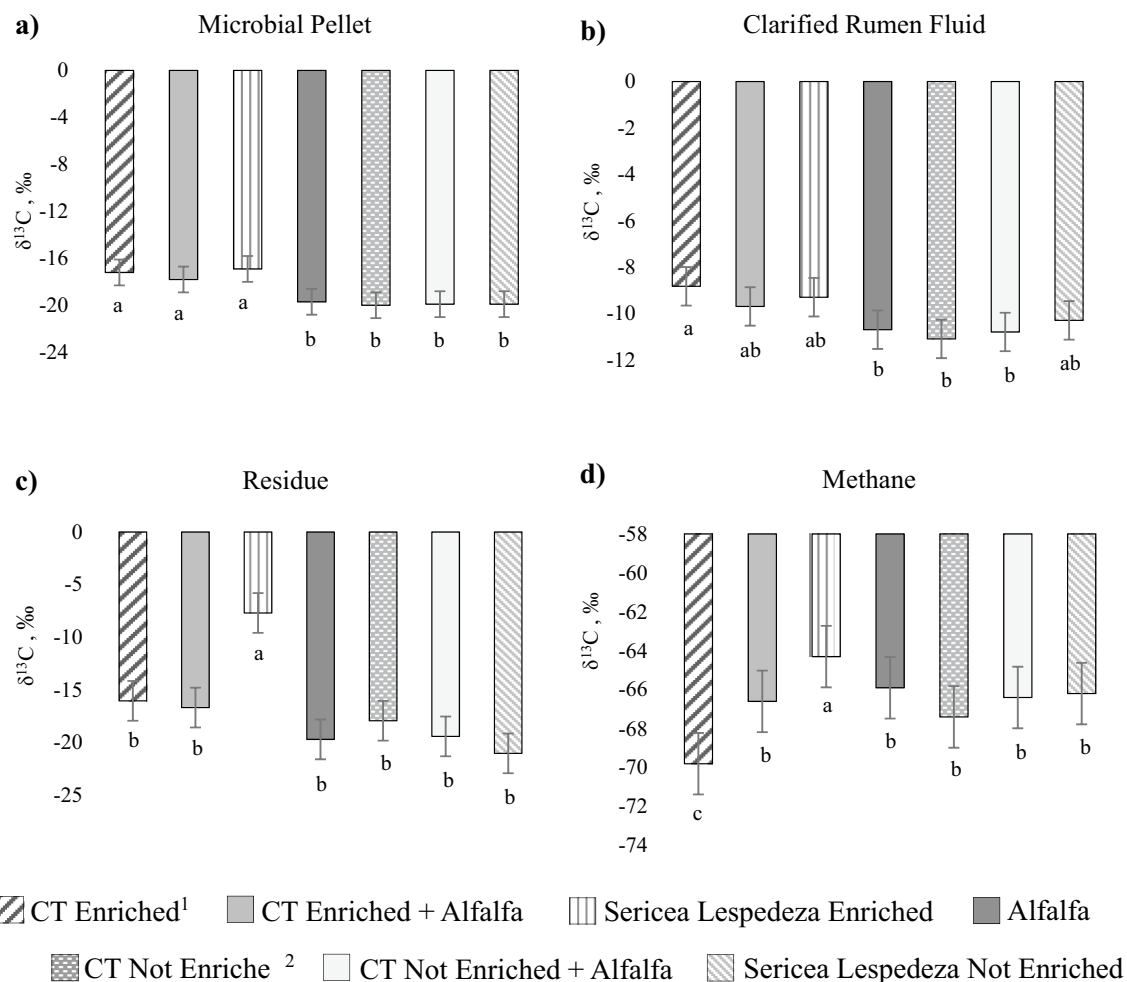 a) Microbial Pellet
0
-4
-8
-12
-16
-20
-24
δ¹³C , ‰
a a a b b b b
b) Clarified Rumen Fluid
0
-2
-4
-6
-8
-10
-12
δ¹³C , ‰
a ab ab b b b ab
c) Residue
0
-5
-10
-15
-20
-25
δ¹³C , ‰
b b a b b b b
d) Methane
-58
-60
-62
-64
-66
-68
-70
-72
-74
δ¹³C , ‰
c b a b b b b
CT Enriched¹ CT Enriched + Alfalfa Sericea Lespedeza Enriched Alfalfa
CT Not Enriche ² CT Not Enriched + Alfalfa Sericea Lespedeza Not Enriched